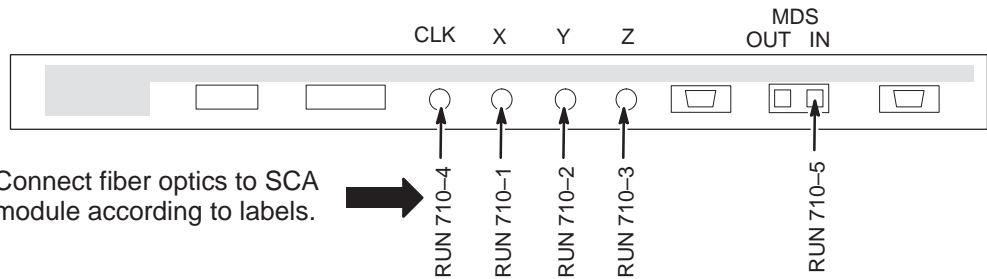 MDS
CLK X Y Z OUT IN
Connect fiber optics to SCA
module according to labels.
RUN 710–4
RUN 710–1
RUN 710–2
RUN 710–3
RUN 710–5